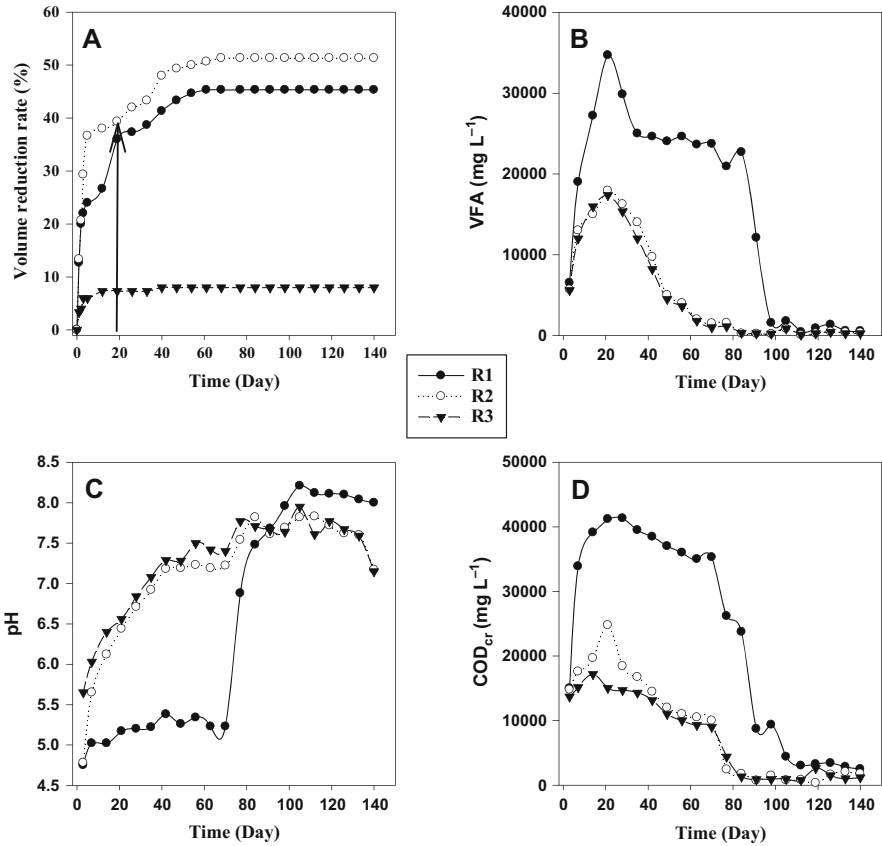 A
Volume reduction rate (%)
60
50
40
30
20
10
0
0 20 40 60 80 100 120 140
Time (Day)
B
VFA (mg L⁻¹)
40000
30000
20000
10000
0
0 20 40 60 80 100 120 140
Time (Day)
R1
R2
R3
C
pH
8.5
8.0
7.5
7.0
6.5
6.0
5.5
5.0
4.5
0 20 40 60 80 100 120 140
Time (Day)
D
CODcr (mg L⁻¹)
50000
40000
30000
20000
10000
0
0 20 40 60 80 100 120 140
Time (Day)